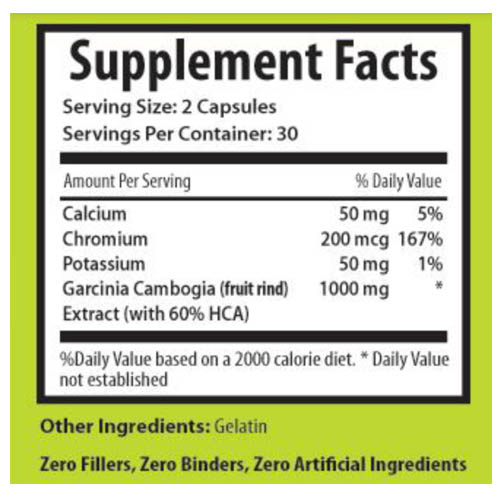 Supplement Facts
Serving Size: 2 Capsules
Servings Per Container: 30
Amount Per Serving % Daily Value
Calcium 50 mg 5%
Chromium 200 mcg 167%
Potassium 50 mg 1%
Garcinia Cambogia (fruit rind) 1000 mg *
Extract (with 60% HCA)
%Daily Value based on a 2000 calorie diet. * Daily Value
not established
Other Ingredients: Gelatin
Zero Fillers, Zero Binders, Zero Artificial Ingredients